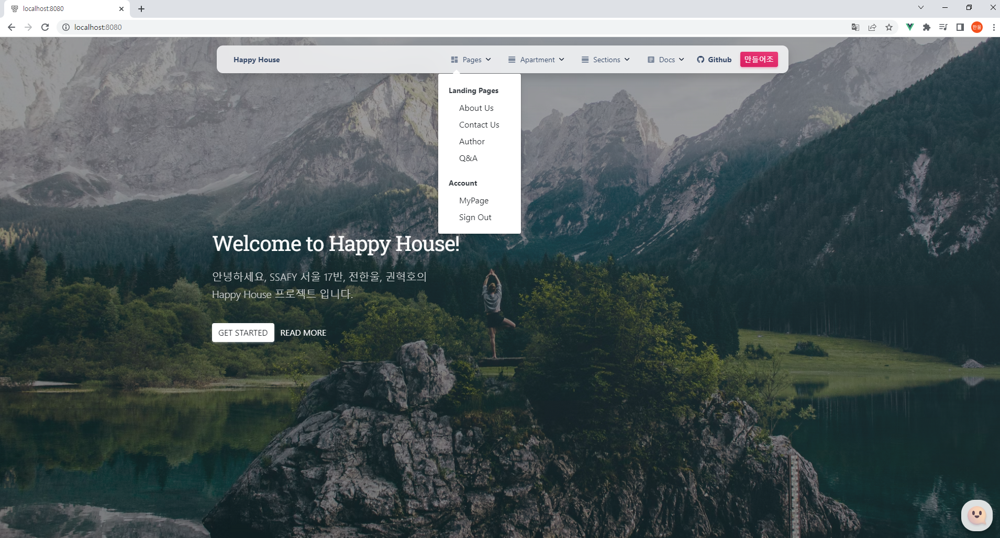 localhost:8080
localhost:8080
한울
Happy House
Pages
Apartment
Sections
Docs
Github
만들어조
Landing Pages
About Us
Contact Us
Author
Q&A
Account
MyPage
Sign Out
Welcome to Happy House!
안녕하세요, SSAFY 서울 17반, 전한울, 권혁호의
Happy House 프로젝트 입니다.
GET STARTED
READ MORE